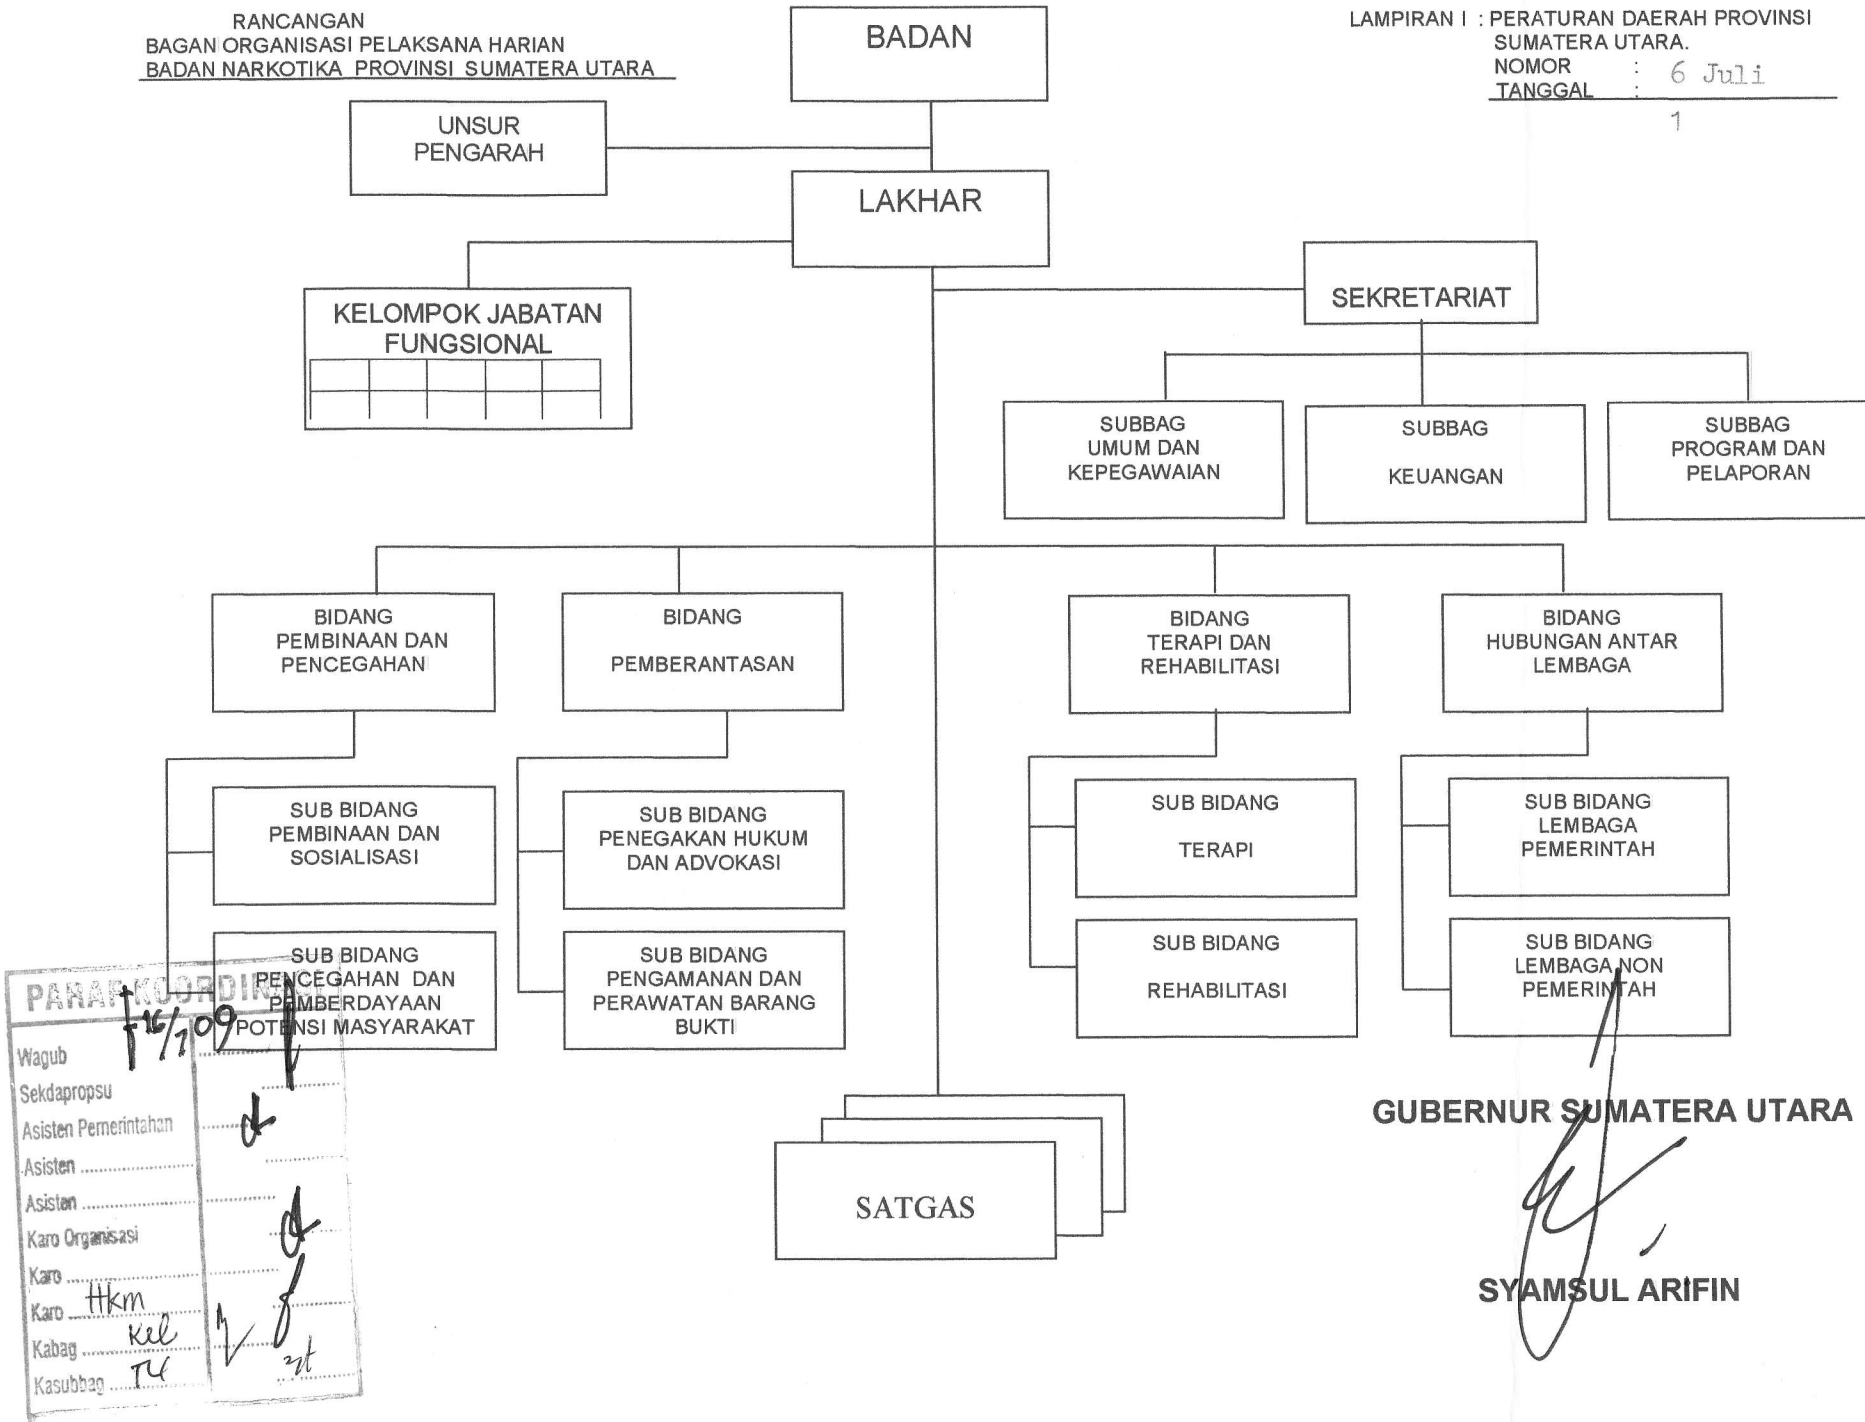 RANCANGAN
BAGAN ORGANISASI PELAKSANA HARIAN
BADAN NARKOTIKA PROVINSI SUMATERA UTARA
LAMPIRAN I : PERATURAN DAERAH PROVINSI
SUMATERA UTARA.
NOMOR :
TANGGAL : 6 Juli
1
BADAN
UNSUR
PENGARAH
LAKHAR
KELOMPOK JABATAN
FUNGSIONAL
SEKRETARIAT
SUBBAG
UMUM DAN
KEPEGAWAIAN
SUBBAG
KEUANGAN
SUBBAG
PROGRAM DAN
PELAPORAN
BIDANG
PEMBINAAN DAN
PENCEGAHAN
BIDANG
PEMBERANTASAN
BIDANG
TERAPI DAN
REHABILITASI
BIDANG
HUBUNGAN ANTAR
LEMBAGA
SUB BIDANG
PEMBINAAN DAN
SOSIALISASI
SUB BIDANG
PENEGAKAN HUKUM
DAN ADVOKASI
SUB BIDANG
TERAPI
SUB BIDANG
LEMBAGA
PEMERINTAH
SUB BIDANG
PENCEGAHAN DAN
PEMBERDAYAAN
POTENSI MASYARAKAT
SUB BIDANG
PENGAMANAN DAN
PERAWATAN BARANG
BUKTI
SUB BIDANG
REHABILITASI
SUB BIDANG
LEMBAGA NON
PEMERINTAH
SATGAS
PARAF KOORDINASI
Wagub
Sekdapropsu
Asisten Pemerintahan
Asisten ................
Asisten ................
Karo Organisasi
Karo ................
Karo Hkm
Kabag
Kasubbag
GUBERNUR SUMATERA UTARA
SYAMSUL ARIFIN